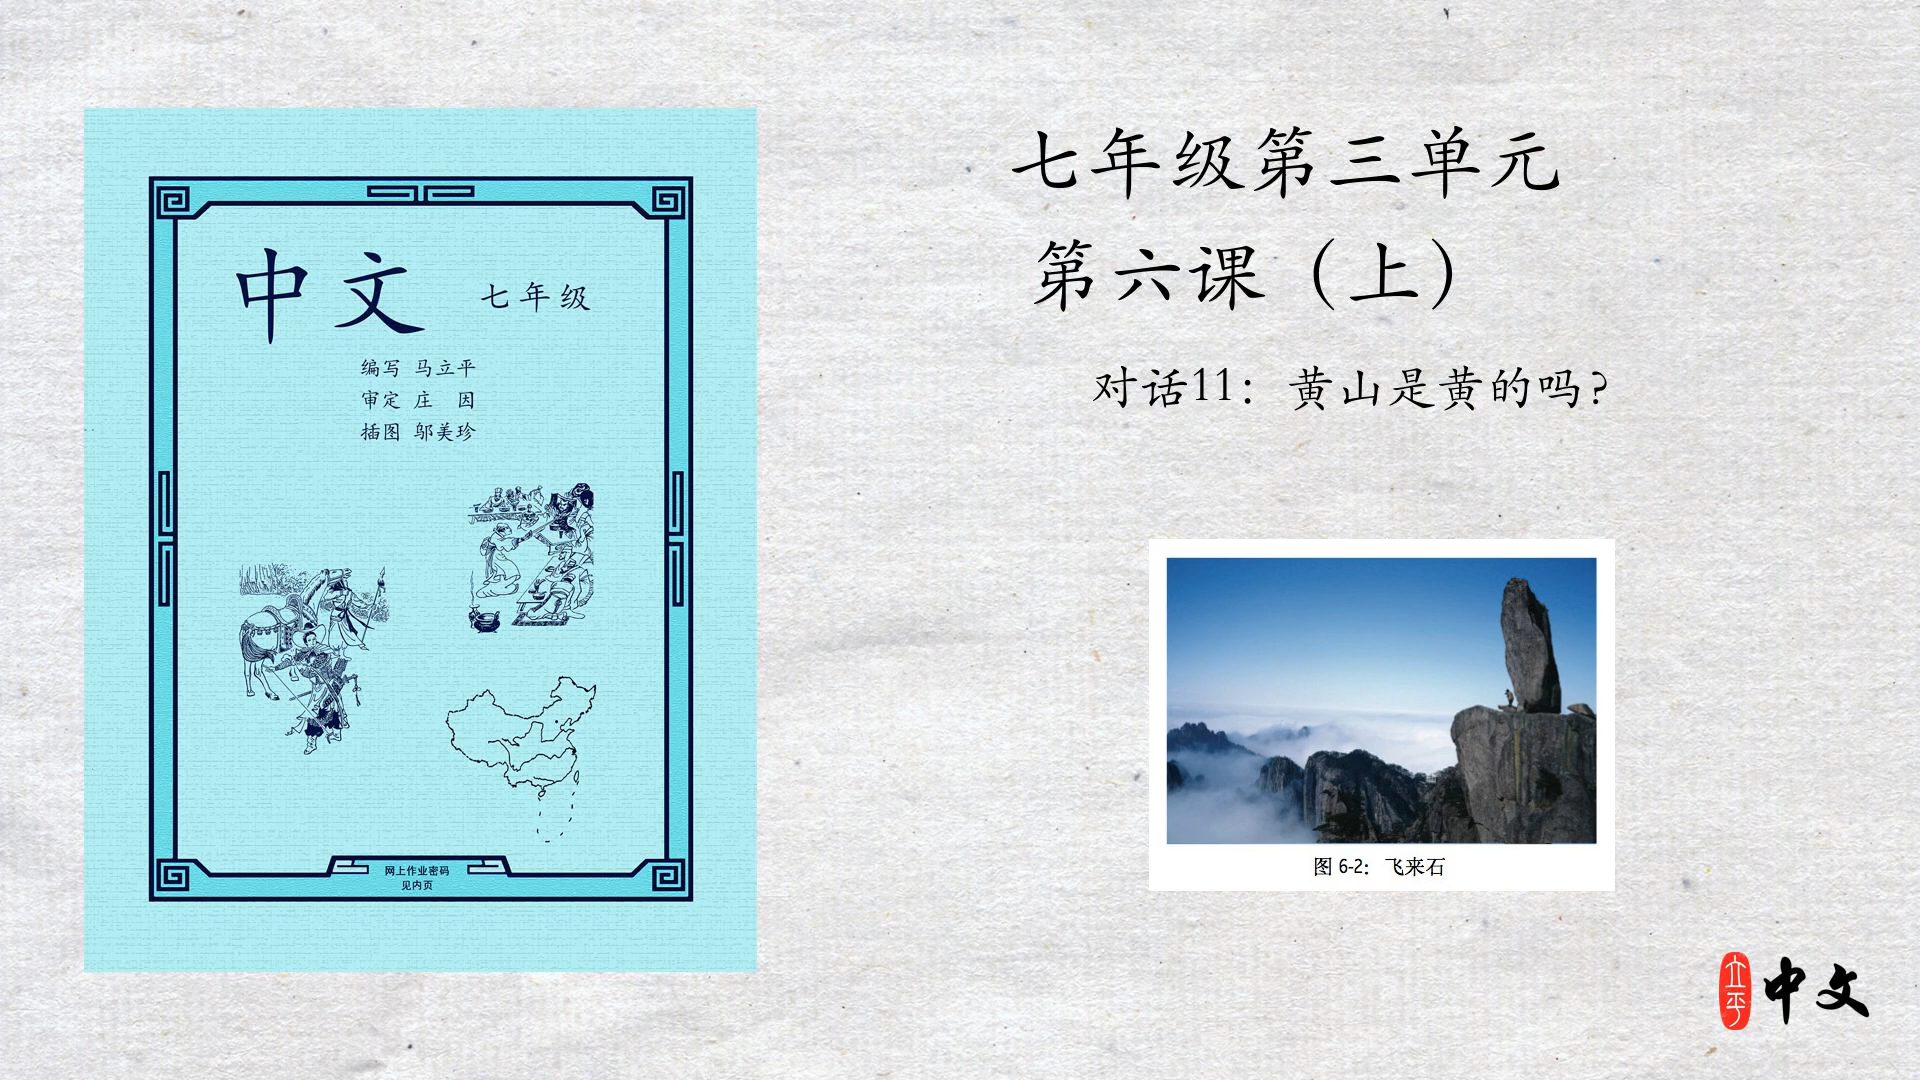 中文 七年级
编写 马立平
审定 庄 因
插图 邬美珍
网上作业密码
见内页
七年级第三单元
第六课（上）
对话11：黄山是黄的吗？
图 6-2： 飞来石
立平 中文